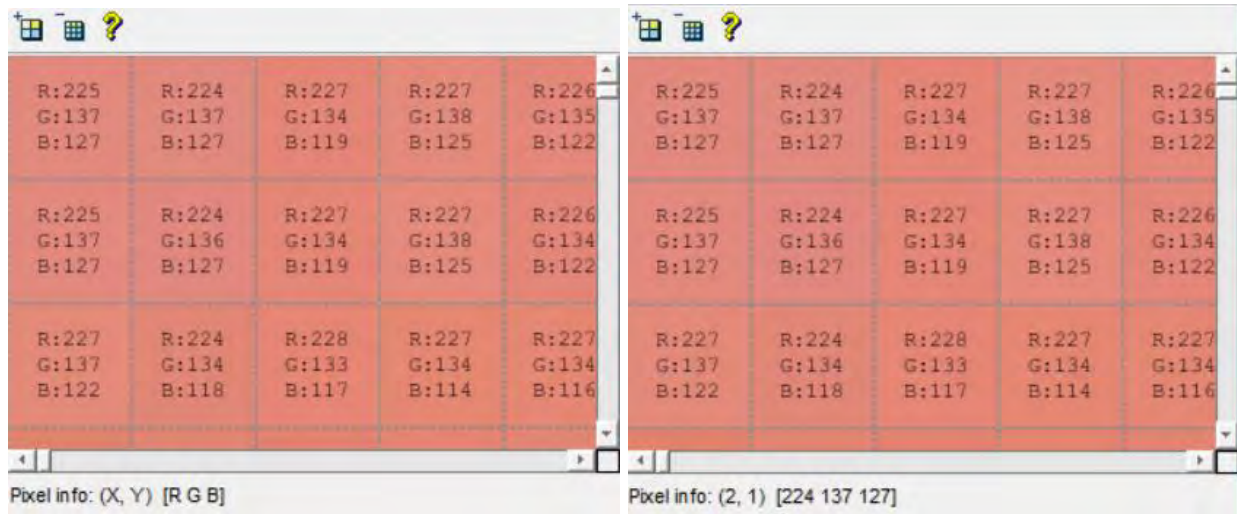 R:225 R:224 R:227 R:227 R:226
G:137 G:137 G:134 G:138 G:135
B:127 B:127 B:119 B:125 B:122
R:225 R:224 R:227 R:227 R:226
G:137 G:136 G:134 G:138 G:134
B:127 B:127 B:119 B:125 B:122
R:227 R:224 R:228 R:227 R:227
G:137 G:134 G:133 G:134 G:134
B:122 B:118 B:117 B:114 B:116
Pixel info: (X, Y) [R G B]
R:225 R:224 R:227 R:227 R:226
G:137 G:137 G:134 G:138 G:135
B:127 B:127 B:119 B:125 B:122
R:225 R:224 R:227 R:227 R:226
G:137 G:136 G:134 G:138 G:134
B:127 B:127 B:119 B:125 B:122
R:227 R:224 R:228 R:227 R:227
G:137 G:134 G:133 G:134 G:134
B:122 B:118 B:117 B:114 B:116
Pixel info: (2, 1) [224 137 127]